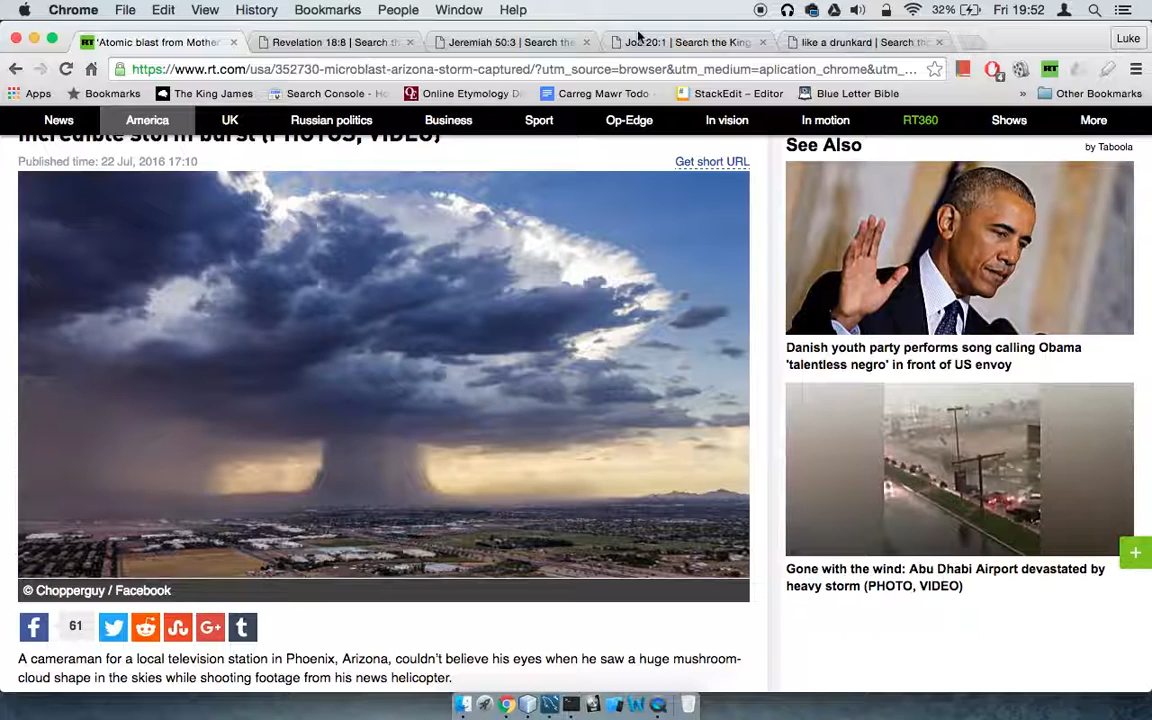 Chrome File Edit View History Bookmarks People Window Help 32% Fri 19:52
'Atomic blast from Mother Revelation 18:8 | Search th Jeremiah 50:3 | Search the Job 20:1 | Search the King like a drunkard | Search the Luke
https://www.rt.com/usa/352730-microblast-arizona-storm-captured/?utm_source=browser&utm_medium=aplication_chrome&utm_...
Apps Bookmarks The King James Search Console - Ho Online Etymology Di Carreg Mawr Todo StackEdit – Editor Blue Letter Bible » Other Bookmarks
News America UK Russian politics Business Sport Op-Edge In vision In motion RT360 Shows More
incredible storm burst (PHOTOS, VIDEO)
Published time: 22 Jul, 2016 17:10 Get short URL
See Also by Taboola
Danish youth party performs song calling Obama
'talentless negro' in front of US envoy
Gone with the wind: Abu Dhabi Airport devastated by
heavy storm (PHOTO, VIDEO)
© Chopperguy / Facebook
61
A cameraman for a local television station in Phoenix, Arizona, couldn't believe his eyes when he saw a huge mushroom-
cloud shape in the skies while shooting footage from his news helicopter.